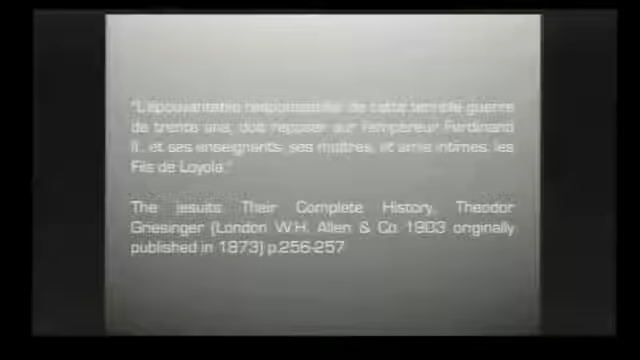 "L'épouvantable responsabilité de cette terrible guerre
de trente ans, doit reposer sur l'empereur Ferdinand
II, et ses enseignants, ses maîtres, et amis intimes, les
Fils de Loyola."
The Jesuits Their Complete History, Theodor
Griesinger (London W.H. Allen & Co 1903 originally
published in 1873) p.256-257